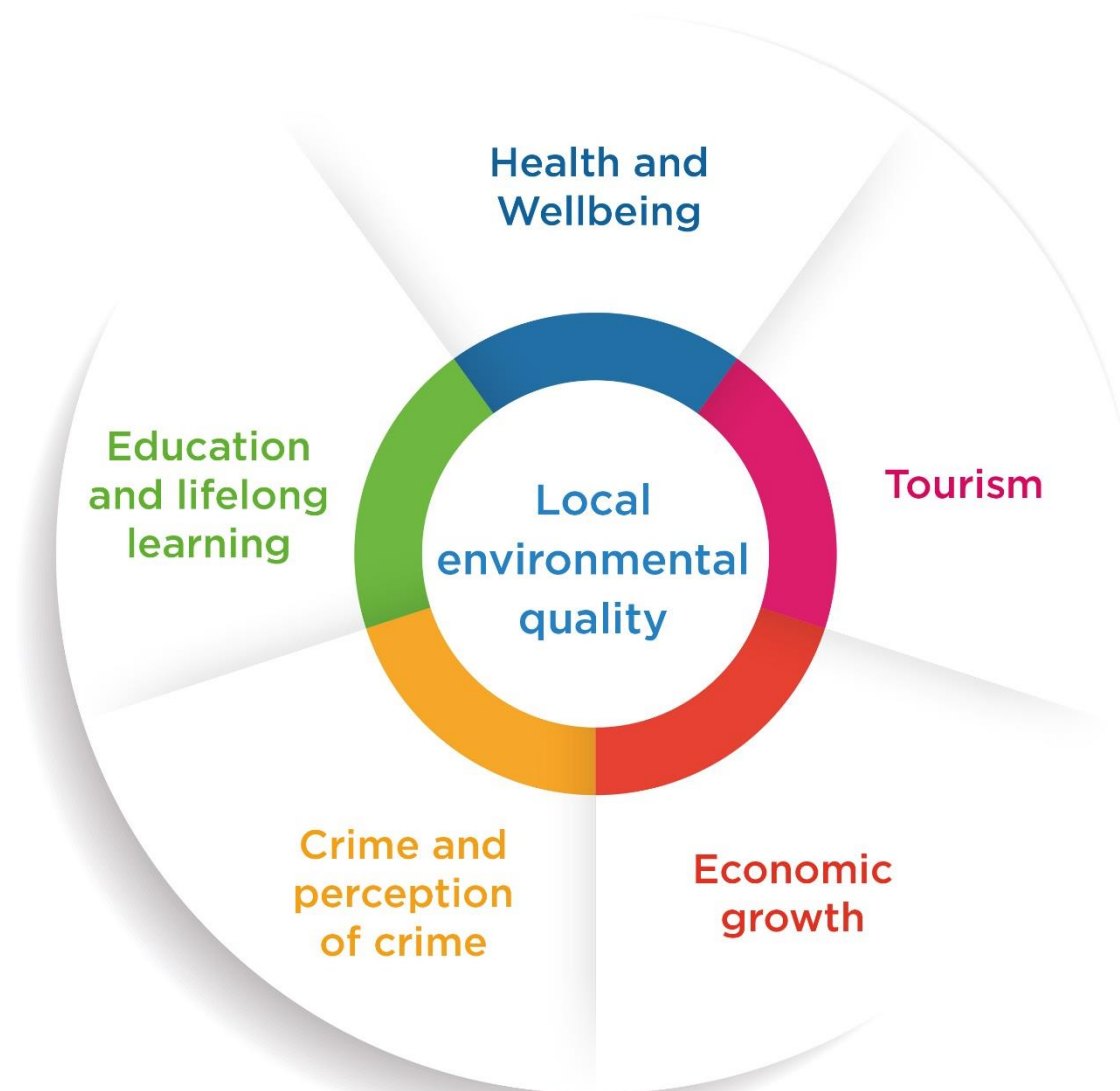 Health and
Wellbeing
Tourism
Economic
growth
Crime and
perception
of crime
Education
and lifelong
learning
Local
environmental
quality